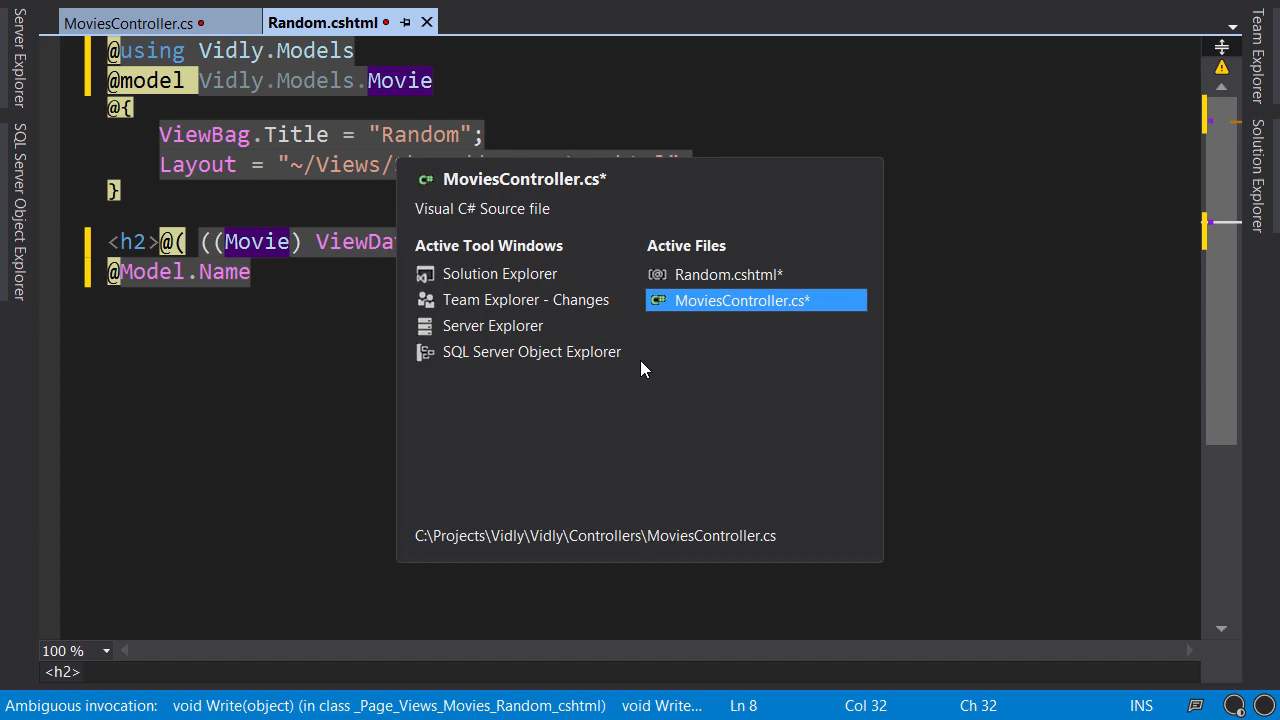 Server Explorer
SQL Server Object Explorer
MoviesController.cs
Random.cshtml
@using Vidly.Models
@model Vidly.Models.Movie
@{
ViewBag.Title = "Random";
Layout = "~/Views/
}
<h2>@( ((Movie) ViewDat
@Model.Name
MoviesController.cs*
Visual C# Source file
Active Tool Windows
Solution Explorer
Team Explorer - Changes
Server Explorer
SQL Server Object Explorer
Active Files
Random.cshtml*
MoviesController.cs*
C:\Projects\Vidly\Vidly\Controllers\MoviesController.cs
Team Explorer
Solution Explorer
100 %
<h2>
Ambiguous invocation: void Write(object) (in class _Page_Views_Movies_Random_cshtml) void Write... Ln 8 Col 32 Ch 32 INS